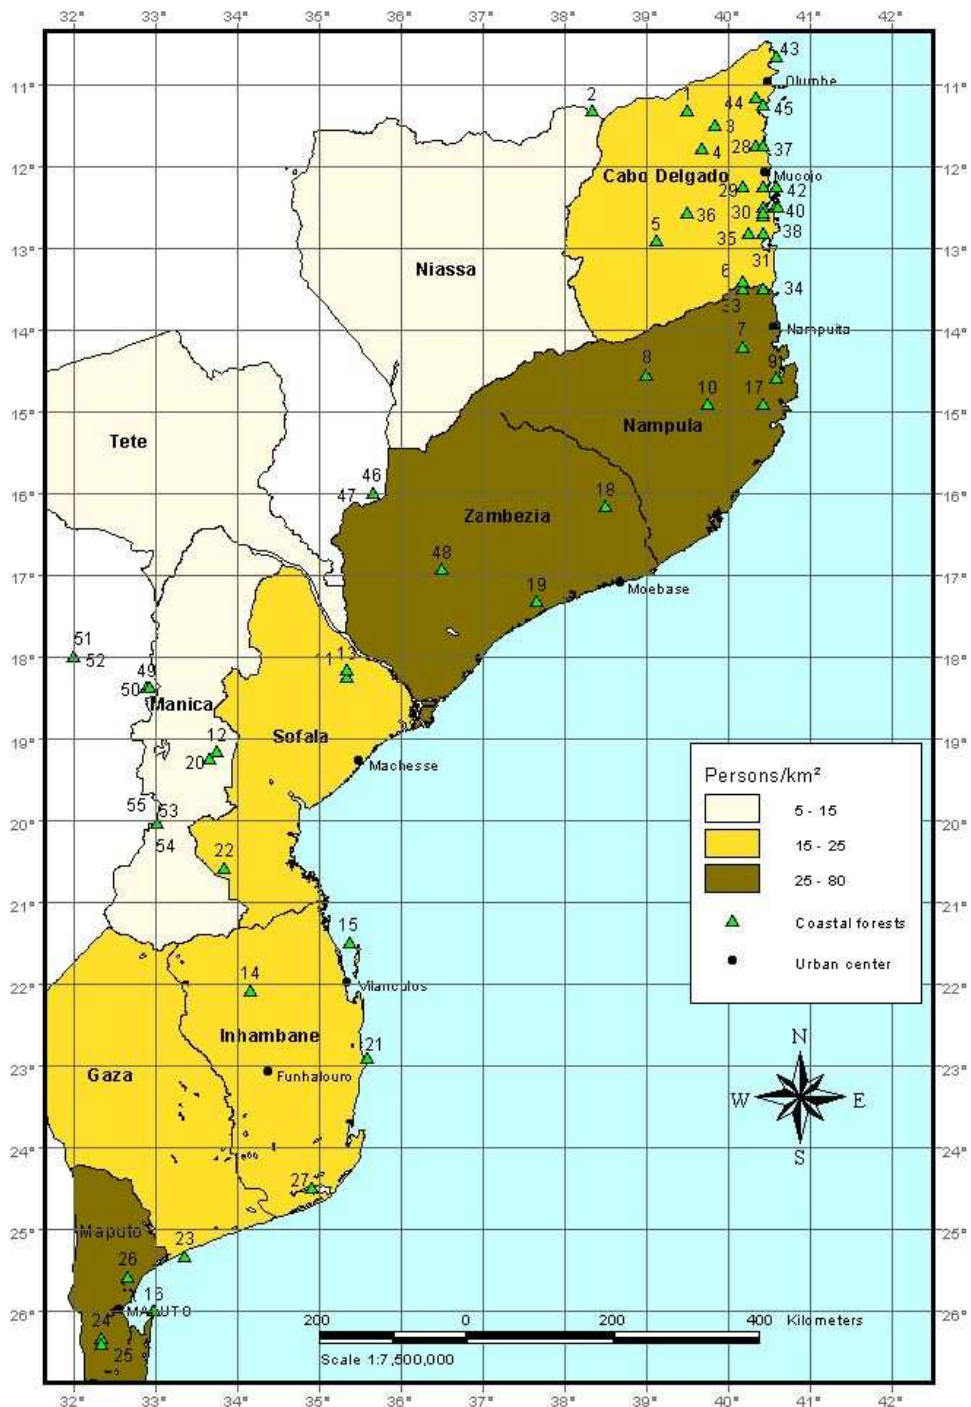 32° 33° 34° 35° 36° 37° 38° 39° 40° 41° 42°
43
Olumbe
11° 11°
2 1 44 45
3
28 37
4
12° 12°
Cabo Delgado Mucojo
29 42
36 30 40
5 35 38
13° 13°
Niassa 31
6 34
33
14° 14°
Nampuita
7
8 9
10 17
15° 15°
Nampula
Tete
46
47 18
16° 16°
Zambezia
48
17° 17°
19 Moebase
51
52 13
18° 18°
11
49
50
Manica
12 Sofala
19° 19°
20 Machesse
Persons/km²
5 - 15
15 - 25
25 - 80
Coastal forests
Urban center
55 53
20° 20°
54
22
21° 21°
15
14
22° 22°
Vilanculos
Inhambane 21
23° 23°
Gaza Funhalouro
N
W E
S
24° 24°
27
25° 25°
Maputo 23
26 16
26° 26°
MAPUTO
24
25
200 0 200 400 Kilometers
Scale 1:7,500,000
32° 33° 34° 35° 36° 37° 38° 39° 40° 41° 42°